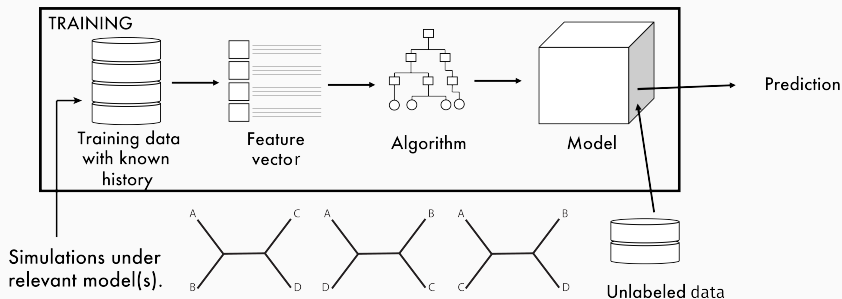 TRAINING
Training data
with known
history
Feature
vector
Algorithm
Model
Prediction
Simulations under
relevant model(s).
A
C
B
D
A
B
D
C
A
B
C
D
Unlabeled data